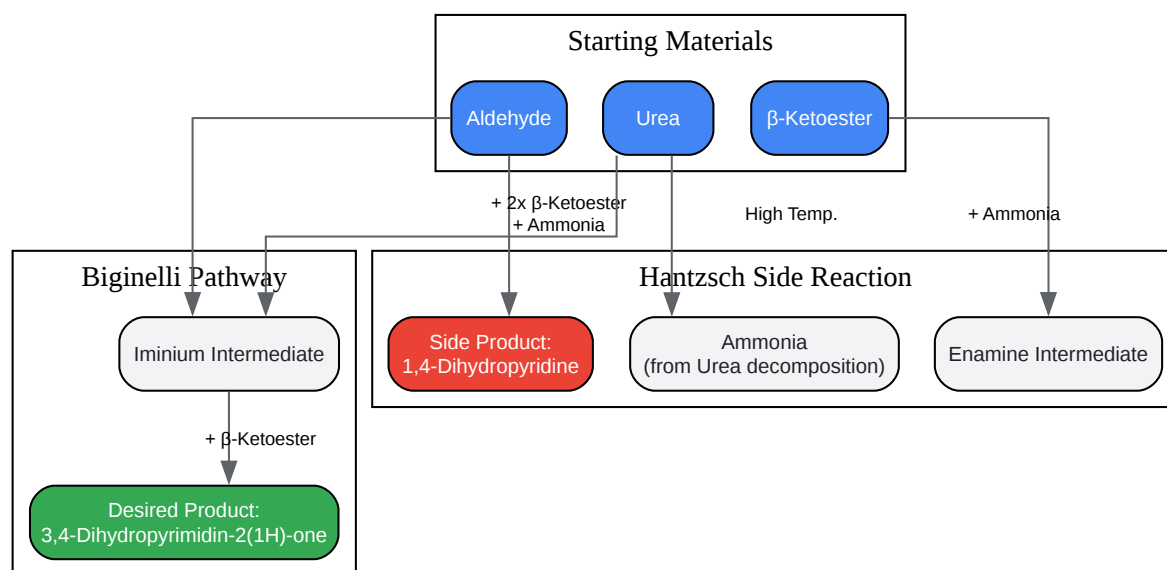 Starting Materials
Aldehyde
Urea
β-Ketoester
+ 2x β-Ketoester
+ Ammonia
High Temp.
+ Ammonia
Biginelli Pathway
Hantzsch Side Reaction
Iminium Intermediate
Side Product:
1,4-Dihydropyridine
Ammonia
(from Urea decomposition)
Enamine Intermediate
+ β-Ketoester
Desired Product:
3,4-Dihydropyrimidin-2(1H)-one